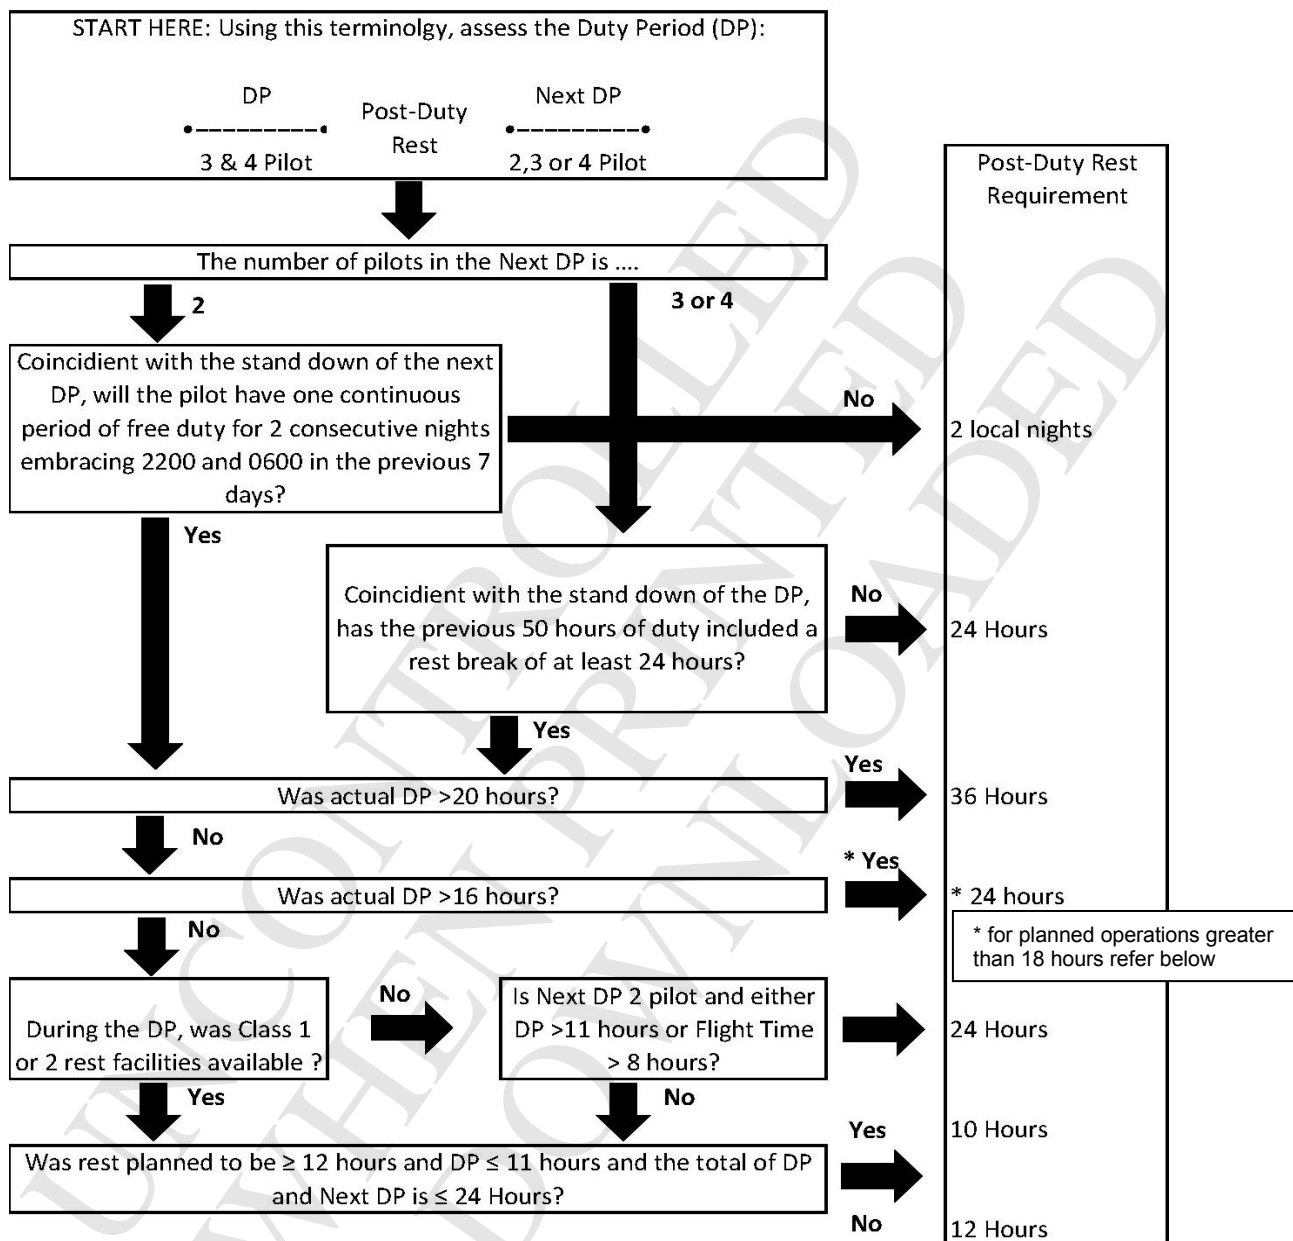 START HERE: Using this terminolgy, assess the Duty Period (DP):
DP
Post-Duty
Rest
Next DP
3 & 4 Pilot
2,3 or 4 Pilot
Post-Duty Rest
Requirement
The number of pilots in the Next DP is ....
2
3 or 4
Coincidient with the stand down of the next
DP, will the pilot have one continuous
period of free duty for 2 consecutive nights
embracing 2200 and 0600 in the previous 7
days?
No
2 local nights
Yes
Coincidient with the stand down of the DP,
has the previous 50 hours of duty included a
rest break of at least 24 hours?
No
24 Hours
Yes
Was actual DP >20 hours?
Yes
36 Hours
No
Was actual DP >16 hours?
* Yes
* 24 hours
* for planned operations greater
than 18 hours refer below
No
During the DP, was Class 1
or 2 rest facilities available ?
No
Is Next DP 2 pilot and either
DP >11 hours or Flight Time
> 8 hours?
24 Hours
Yes
No
Was rest planned to be ≥ 12 hours and DP ≤ 11 hours and the total of DP
and Next DP is ≤ 24 Hours?
Yes
10 Hours
No
12 Hours
UNCONTROLLED
WHEN PRINTED
DOWNLOADED